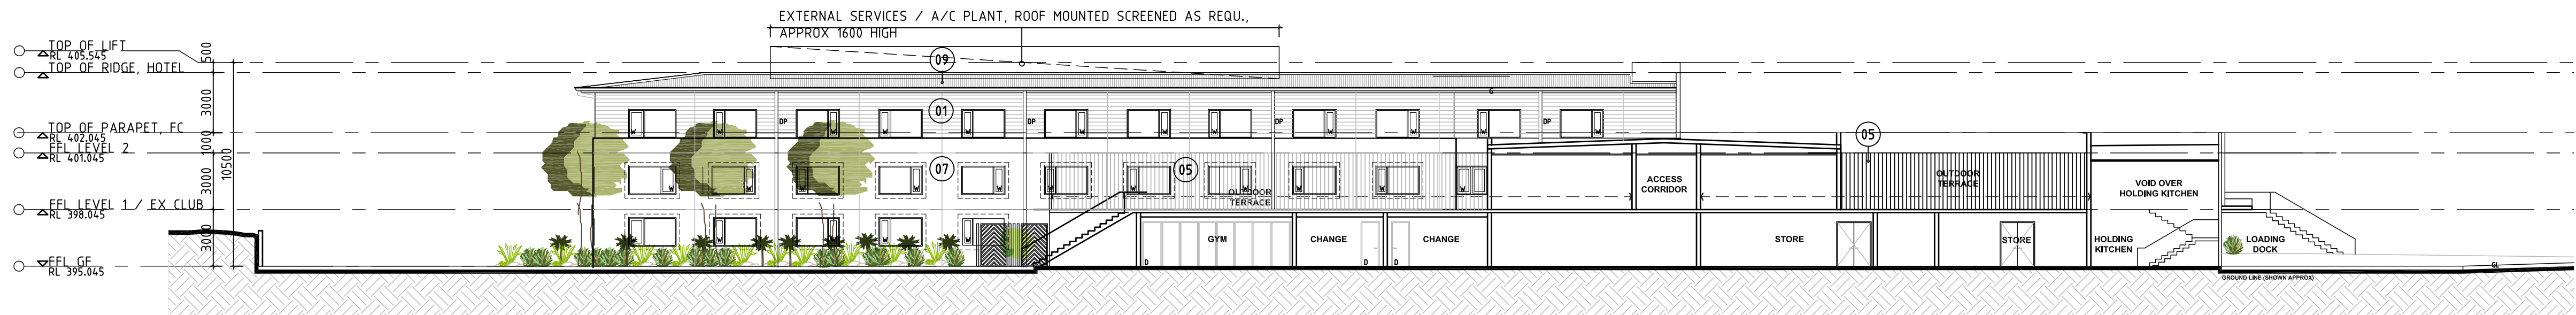 EXTERNAL SERVICES / A/C PLANT, ROOF MOUNTED SCREENED AS REQU.,
APPROX 1600 HIGH
TOP OF LIFT
RL 405.545
TOP OF RIDGE, HOTEL
TOP OF PARAPET, FC
RL 402.045
FFL LEVEL 2
RL 401.045
FFL LEVEL 1 / EX CLUB
RL 398.045
FFL GF
RL 395.045
500
3000
1000
3000
3000
10500
09
01
07
05
05
DP
DP
DP
DP
G
OUTDOOR
TERRACE
ACCESS
CORRIDOR
OUTDOOR
TERRACE
VOID OVER
HOLDING KITCHEN
GYM
CHANGE
CHANGE
STORE
STORE
HOLDING
KITCHEN
LOADING
DOCK
D
D
D
GL
GROUND LINE (SHOWN APPROX)